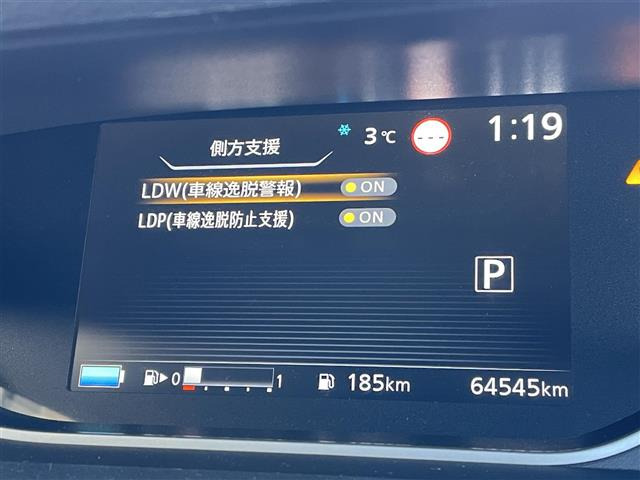 側方支援
3℃
---
1:19
LDW(車線逸脱警報) ON
LDP(車線逸脱防止支援) ON
P
0 1 185km 64545km